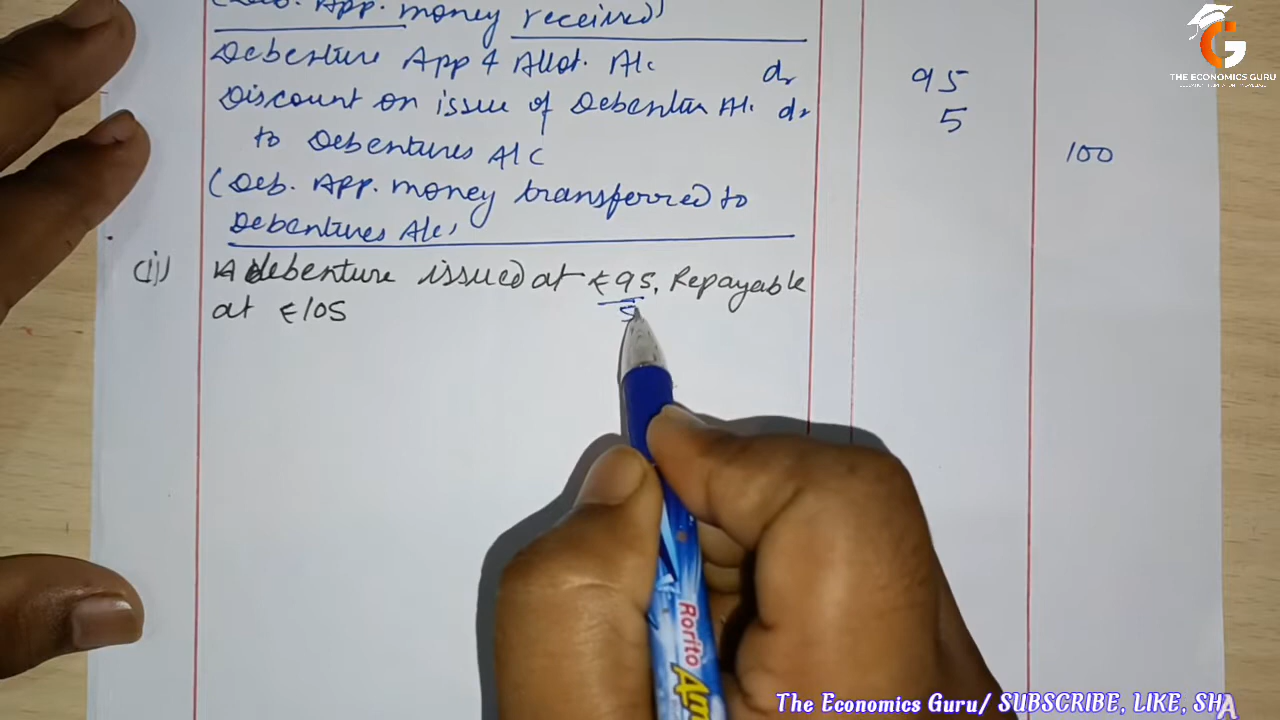 (Deb. App. money received)
Debenture App & Allot. A/c dr 95
Discount on issue of Debenture A/c. dr 5
to Debentures A/c 100
(Deb. App. money transferred to
Debentures A/c)
(ii) A debenture issued at ₹95, Repayable
5
at ₹105
G
THE ECONOMICS GURU
Rorito
The Economics Guru/ SUBSCRIBE, LIKE, SHA